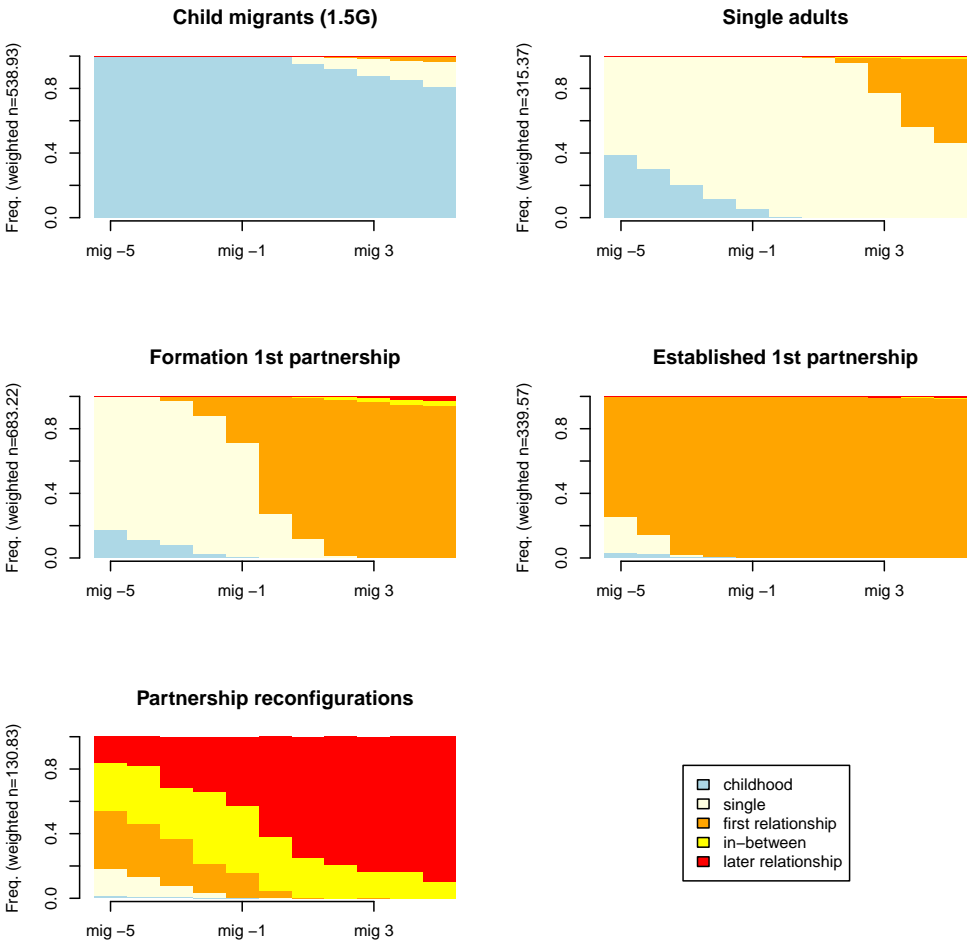 Child migrants (1.5G)
Freq. (weighted n=538.93)
0.0 0.4 0.8
mig −5 mig −1 mig 3
Single adults
Freq. (weighted n=315.37)
0.0 0.4 0.8
mig −5 mig −1 mig 3
Formation 1st partnership
Freq. (weighted n=683.22)
0.0 0.4 0.8
mig −5 mig −1 mig 3
Established 1st partnership
Freq. (weighted n=339.57)
0.0 0.4 0.8
mig −5 mig −1 mig 3
Partnership reconfigurations
Freq. (weighted n=130.83)
0.0 0.4 0.8
mig −5 mig −1 mig 3
childhood
single
first relationship
in−between
later relationship